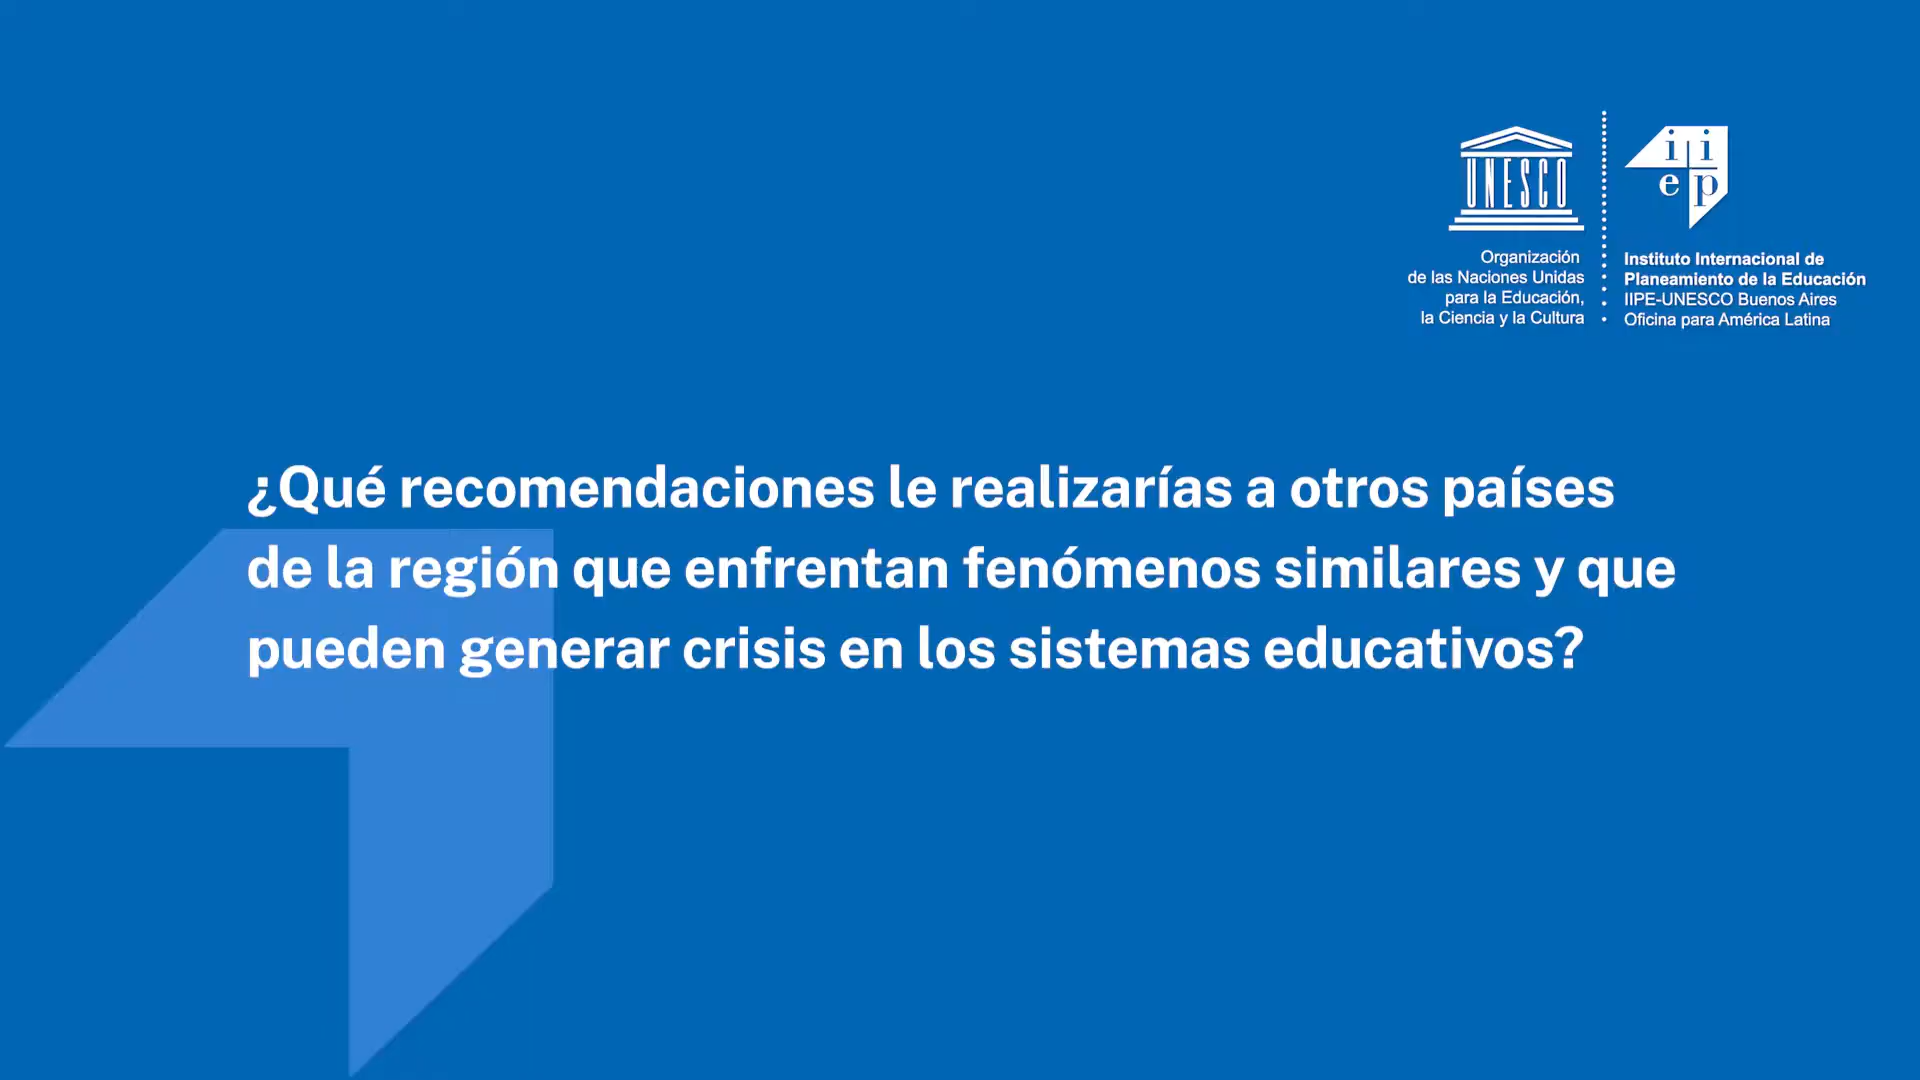 UNESCO
Organización
de las Naciones Unidas
para la Educación,
la Ciencia y la Cultura
i i
e p
Instituto Internacional de
Planeamiento de la Educación
IIPE-UNESCO Buenos Aires
Oficina para América Latina
¿Qué recomendaciones le realizarías a otros países
de la región que enfrentan fenómenos similares y que
pueden generar crisis en los sistemas educativos?